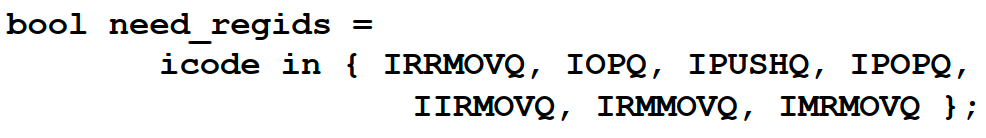 bool need_regids =
icode in { IRRMOVQ, IOPQ, IPUSHQ, IPOPQ,
IIRMOVQ, IRMMOVQ, IMRMOVQ };